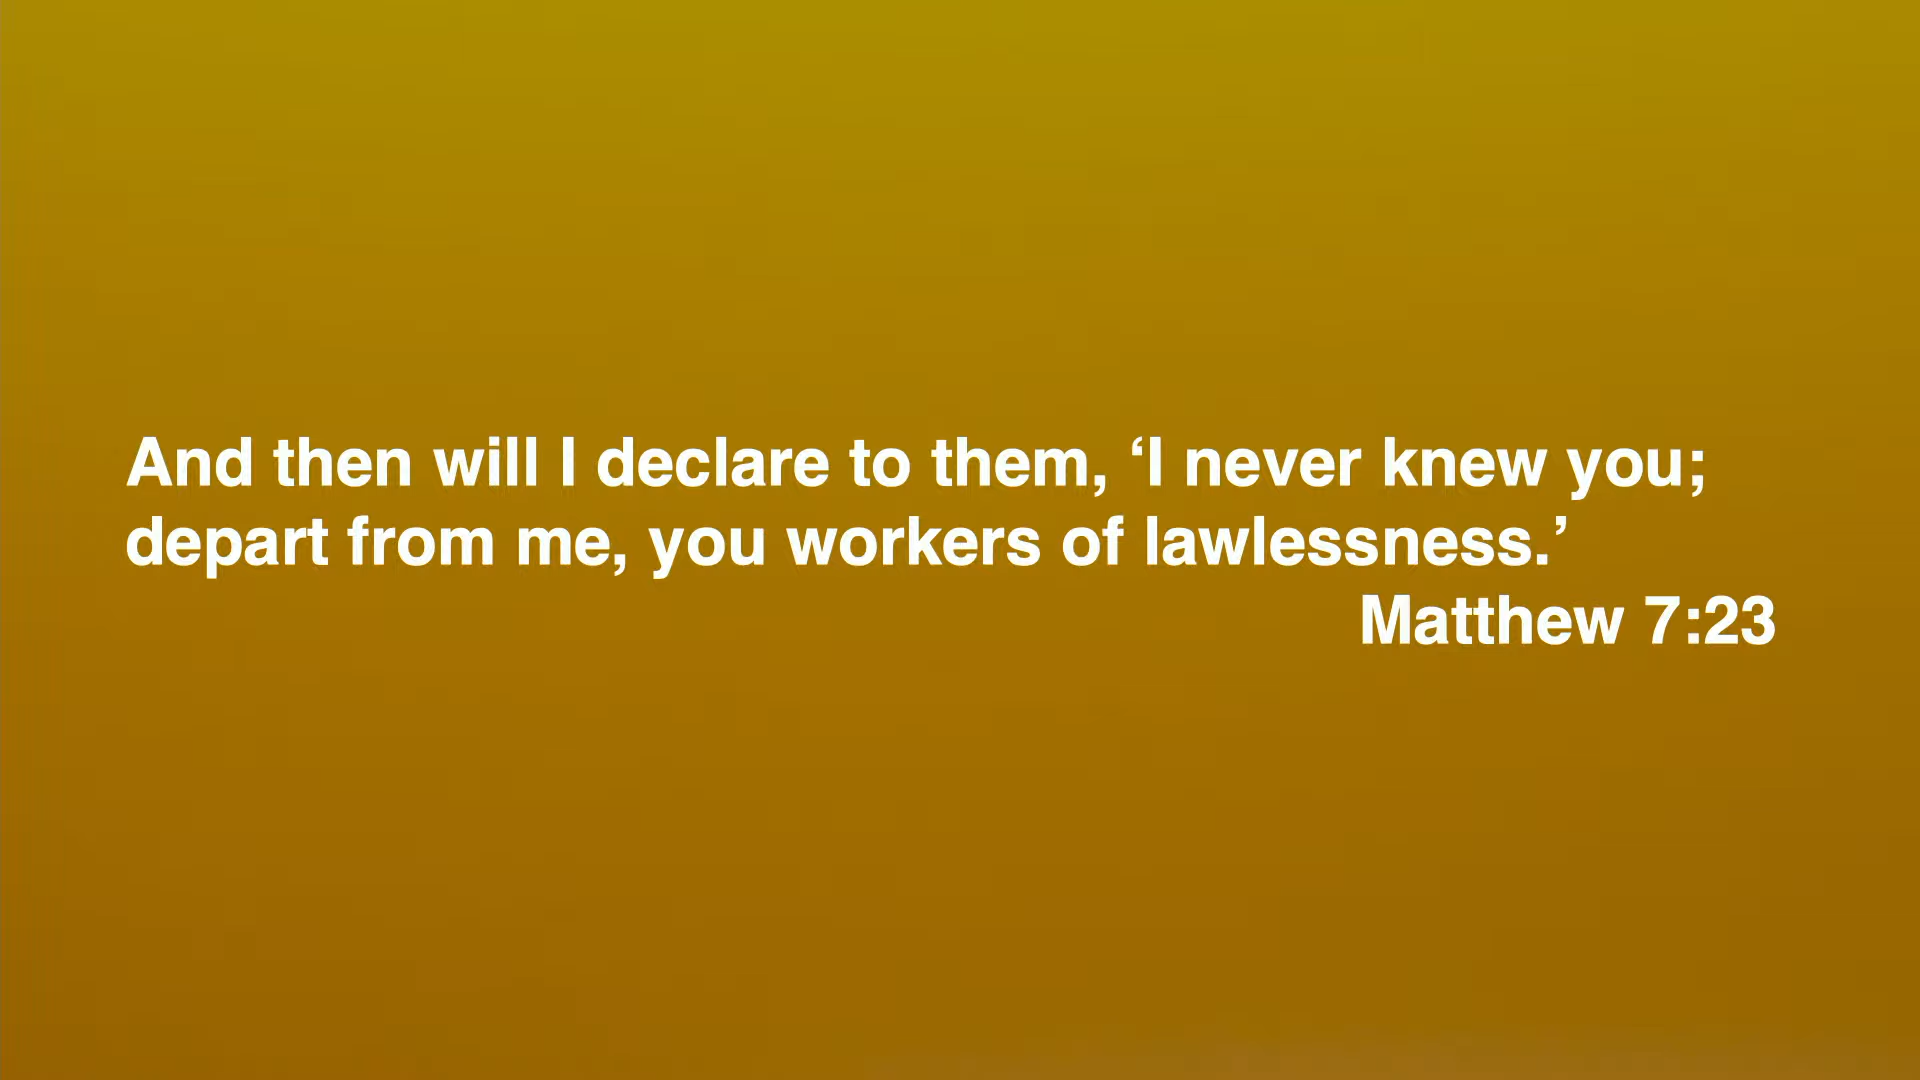 And then will I declare to them, ‘I never knew you;
depart from me, you workers of lawlessness.’
Matthew 7:23